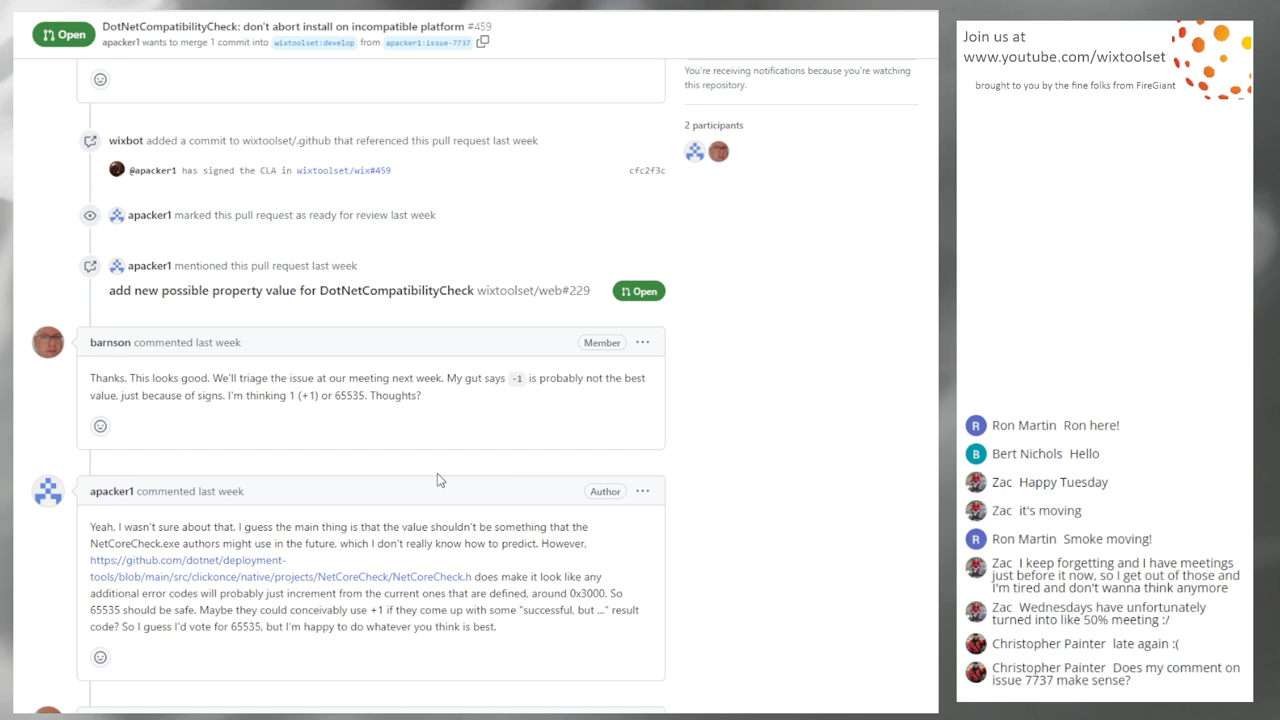 Open
DotNetCompatibilityCheck: don't abort install on incompatible platform #459
apacker1 wants to merge 1 commit into wixtoolset:develop from apacker1:issue-7737
You're receiving notifications because you're watching
this repository.
2 participants
wixbot added a commit to wixtoolset/.github that referenced this pull request last week
@apacker1 has signed the CLA in wixtoolset/wix#459 cfc2f3c
apacker1 marked this pull request as ready for review last week
apacker1 mentioned this pull request last week
add new possible property value for DotNetCompatibilityCheck wixtoolset/web#229 Open
barnson commented last week Member
Thanks. This looks good. We'll triage the issue at our meeting next week. My gut says -1 is probably not the best
value, just because of signs. I'm thinking 1 (+1) or 65535. Thoughts?
apacker1 commented last week Author
Yeah, I wasn't sure about that. I guess the main thing is that the value shouldn't be something that the
NetCoreCheck.exe authors might use in the future, which I don't really know how to predict. However,
https://github.com/dotnet/deployment-
tools/blob/main/src/clickonce/native/projects/NetCoreCheck/NetCoreCheck.h does make it look like any
additional error codes will probably just increment from the current ones that are defined, around 0x3000. So
65535 should be safe. Maybe they could conceivably use +1 if they come up with some "successful, but ..." result
code? So I guess I'd vote for 65535, but I'm happy to do whatever you think is best.
Join us at
www.youtube.com/wixtoolset
brought to you by the fine folks from FireGiant
R Ron Martin Ron here!
B Bert Nichols Hello
Zac Happy Tuesday
Zac it's moving
R Ron Martin Smoke moving!
Zac I keep forgetting and I have meetings
just before it now, so I get out of those and
I'm tired and don't wanna think anymore
Zac Wednesdays have unfortunately
turned into like 50% meeting :/
Christopher Painter late again :(
Christopher Painter Does my comment on
issue 7737 make sense?